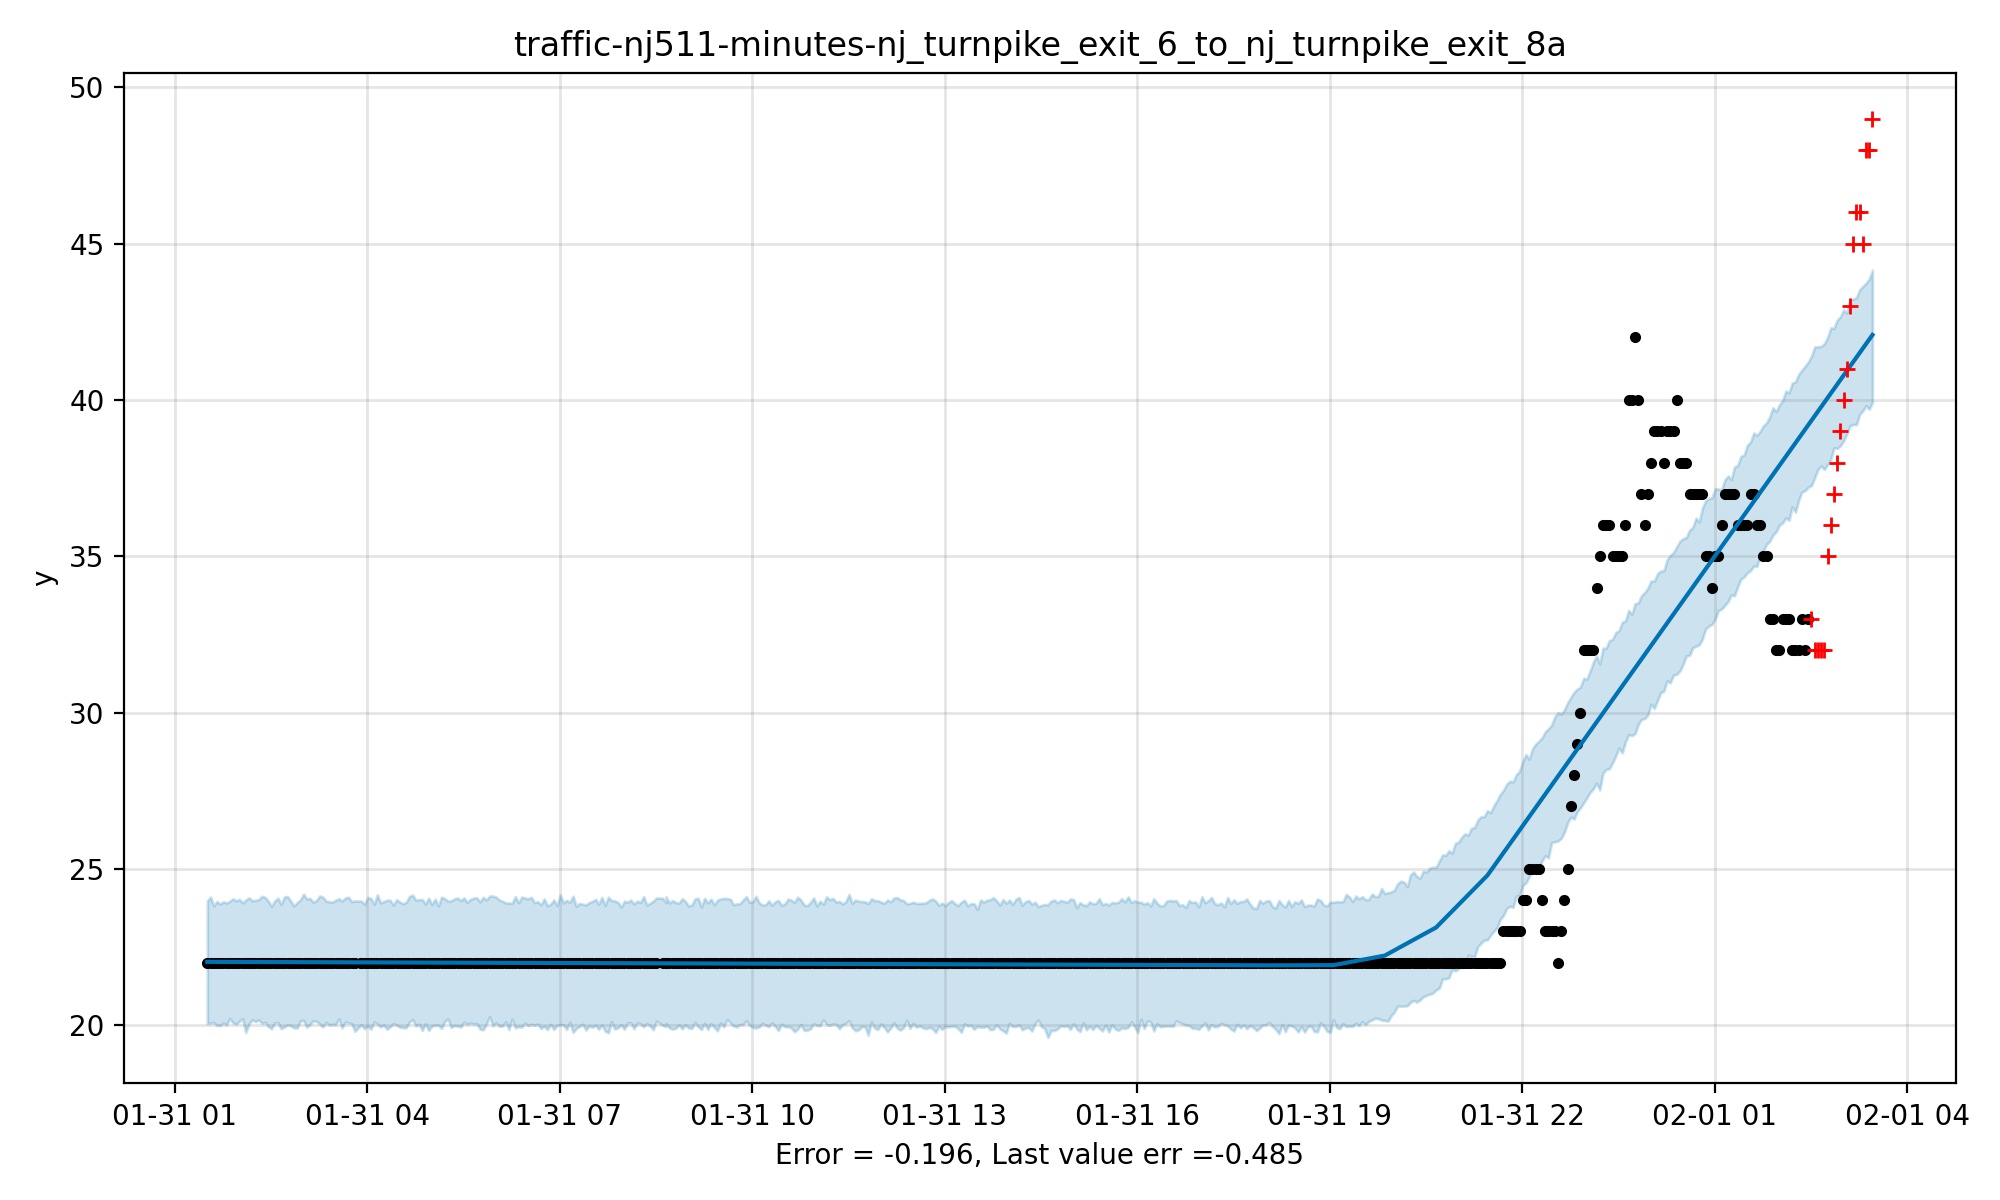 traffic-nj511-minutes-nj_turnpike_exit_6_to_nj_turnpike_exit_8a
50
45
40
35
30
25
20
y
01-31 01 01-31 04 01-31 07 01-31 10 01-31 13 01-31 16 01-31 19 01-31 22 02-01 01 02-01 04
Error = -0.196, Last value err =-0.485